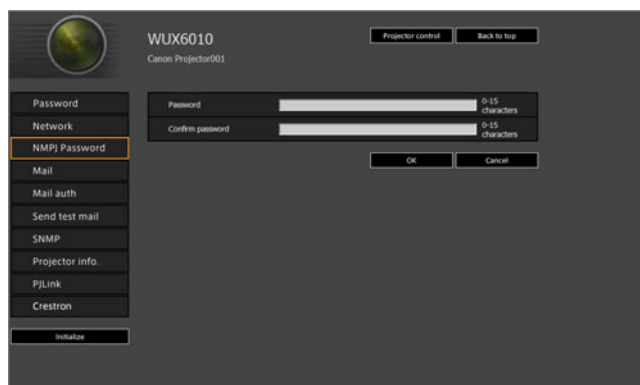 WUX6010
Projector control
Back to top
Canon Projector001
Password
Network
NMPJ Password
Mail
Mail auth
Send test mail
SNMP
Projector info.
PJLink
Crestron
Initialize
Password
0-15
characters
Confirm password
0-15
characters
OK
Cancel